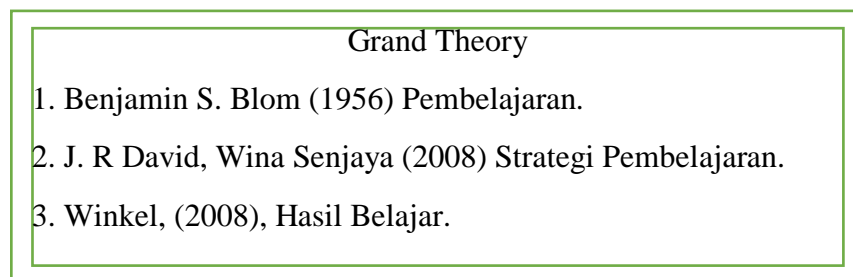 Grand Theory
1. Benjamin S. Blom (1956) Pembelajaran.
2. J. R David, Wina Senjaya (2008) Strategi Pembelajaran.
3. Winkel, (2008), Hasil Belajar.